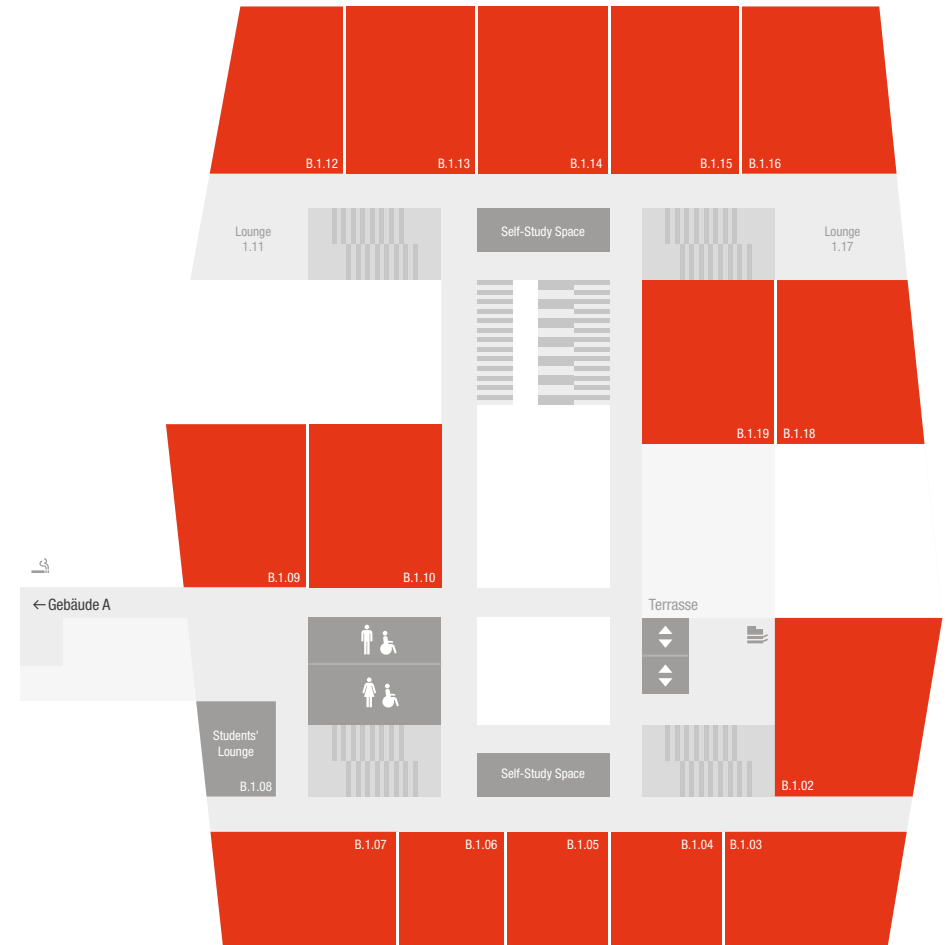 B.1.12
B.1.13
B.1.14
B.1.15
B.1.16
Lounge
1.11
Self-Study Space
Lounge
1.17
B.1.19
B.1.18
B.1.09
B.1.10
←Gebäude A
Terrasse
Students'
Lounge
B.1.08
Self-Study Space
B.1.02
B.1.07
B.1.06
B.1.05
B.1.04
B.1.03